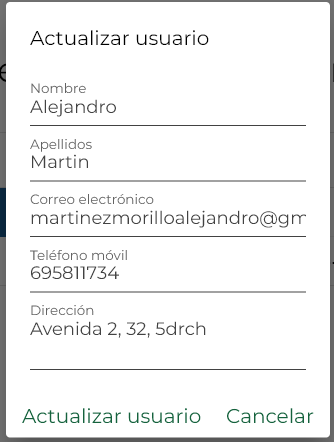 Actualizar usuario
Nombre
Alejandro
Apellidos
Martin
Correo electrónico
martinezmorilloalejandro@gm
Teléfono móvil
695811734
Dirección
Avenida 2, 32, 5drch
Actualizar usuario Cancelar